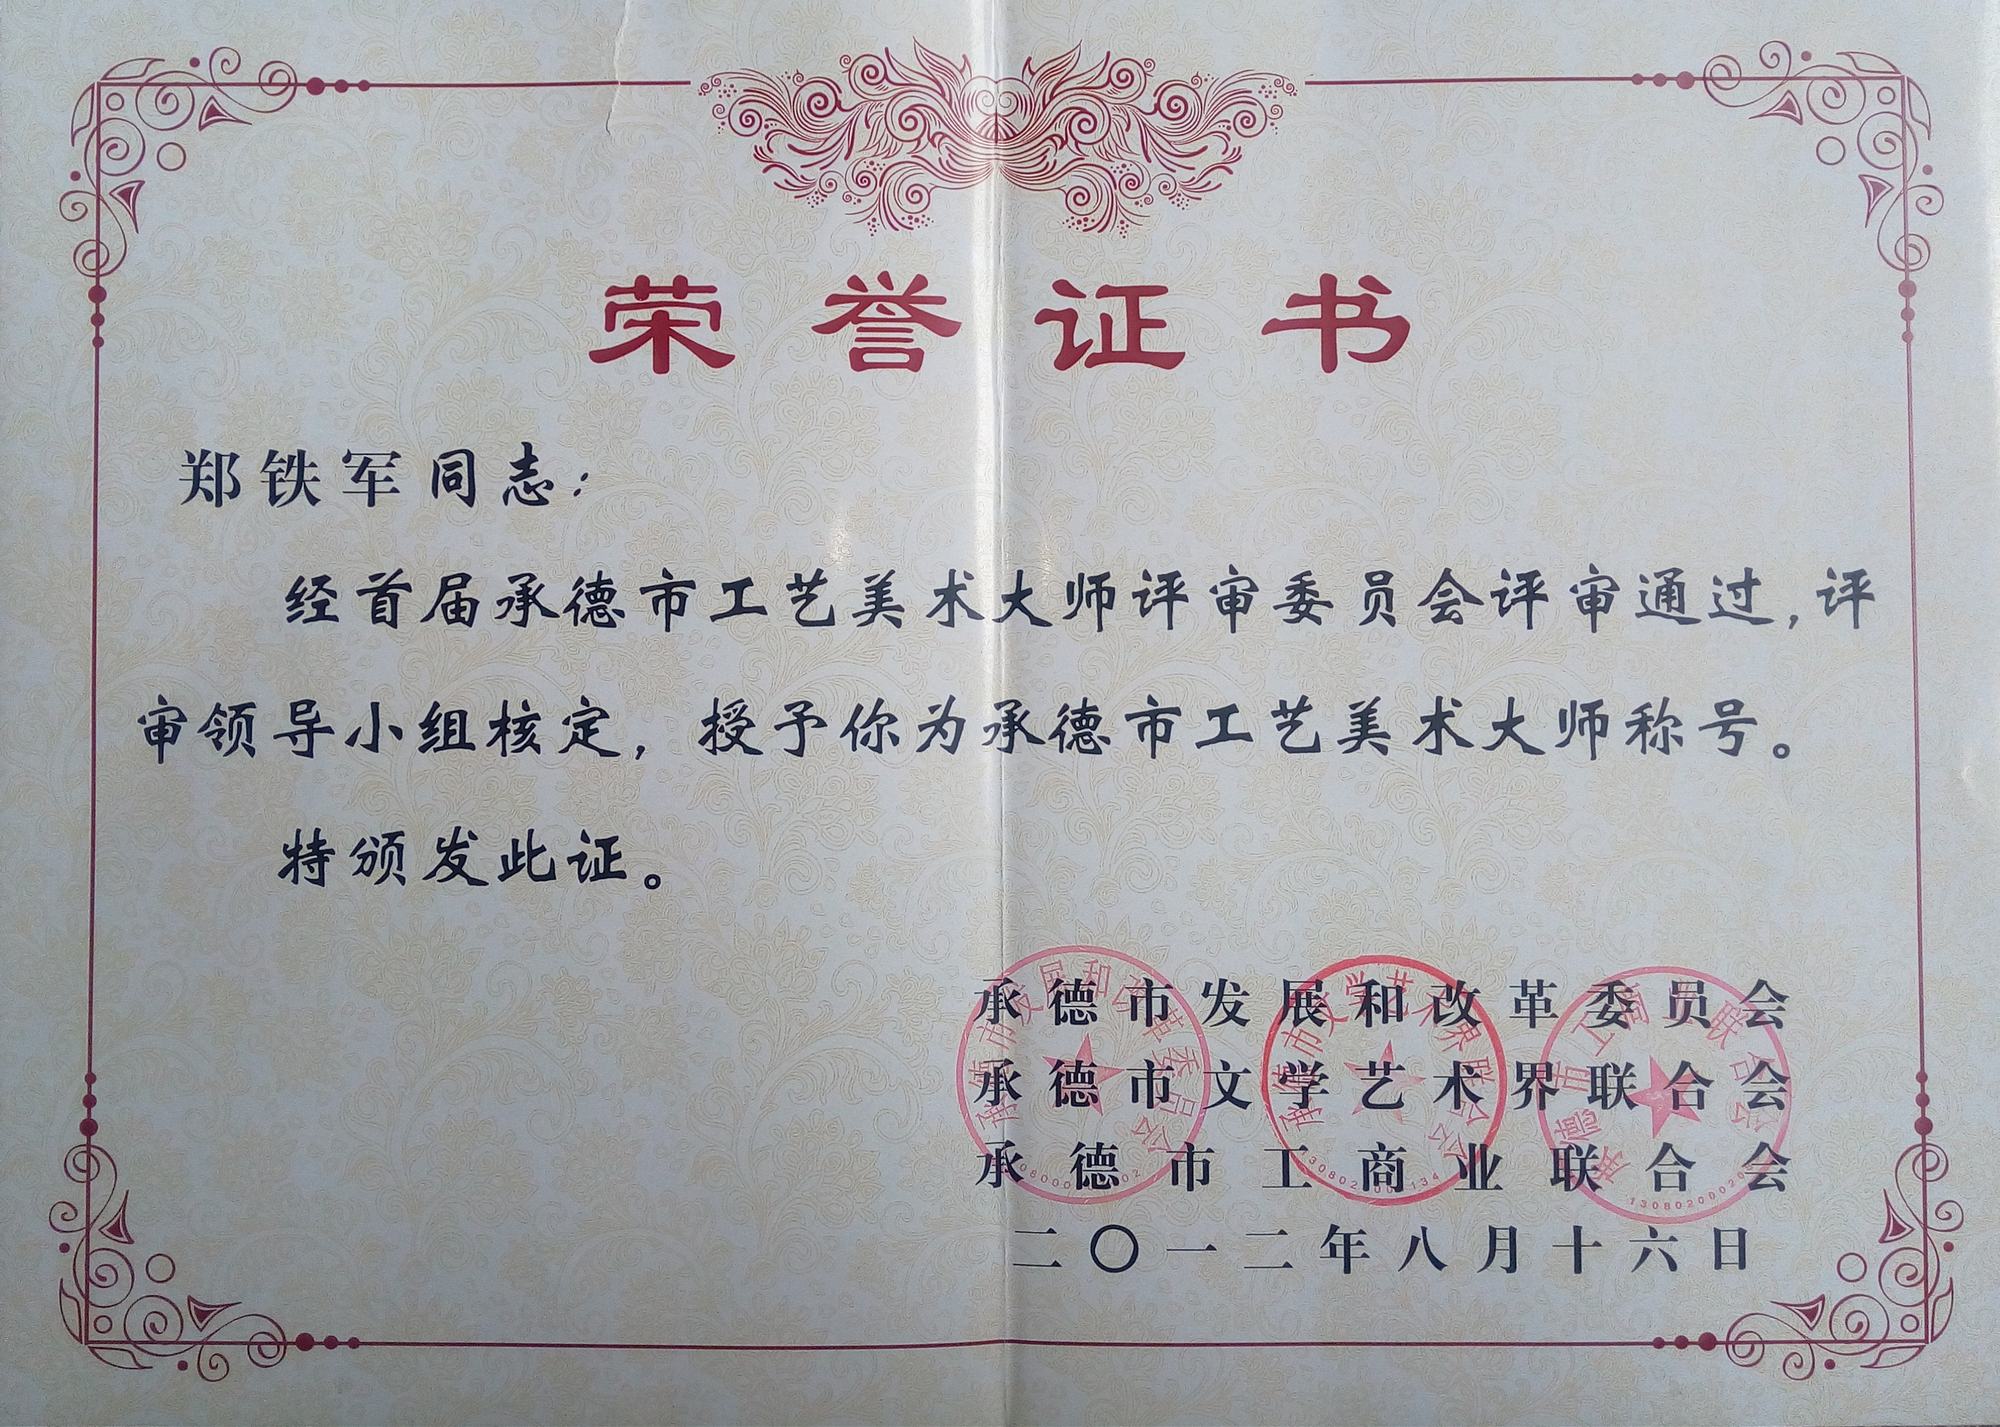 荣誉证书
郑铁军同志：
经首届承德市工艺美术大师评审委员会评审通过，评
审领导小组核定，授予你为承德市工艺美术大师称号。
特颁发此证。
承德市发展和改革委员会
承德市文学艺术界联合会
承德市工商业联合会
二〇一二年八月十六日